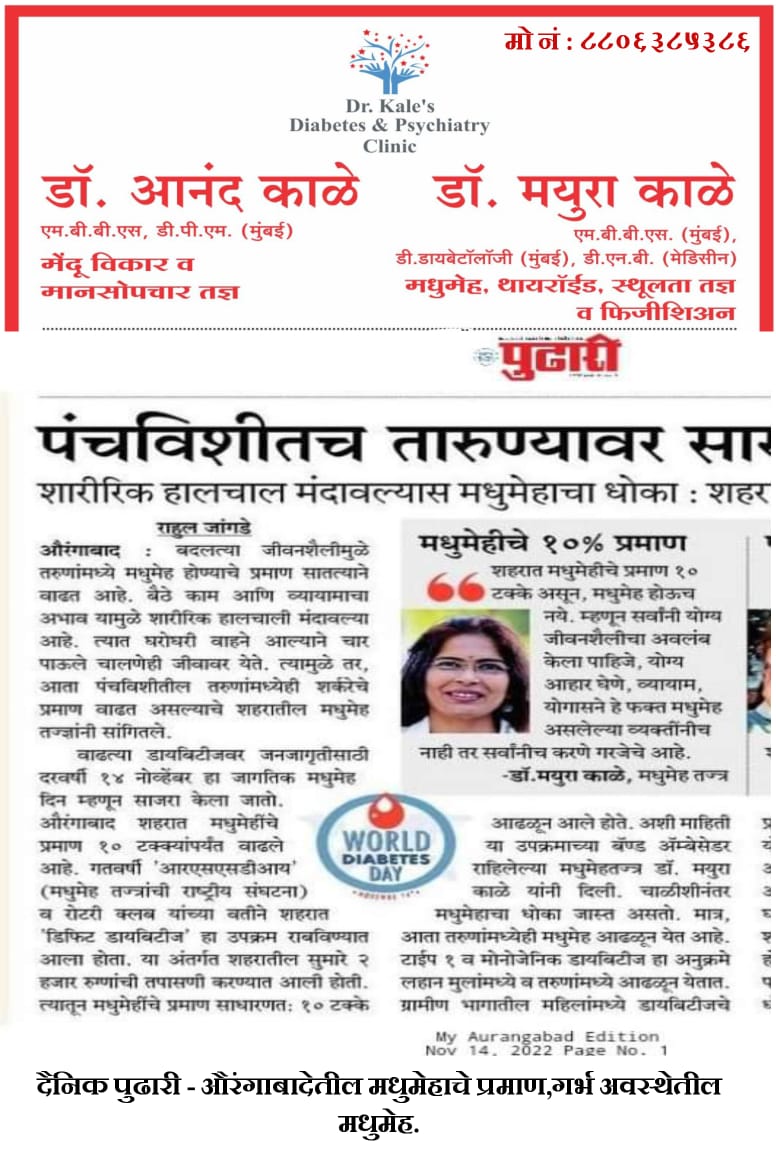 मो नं : ८८०६३८५३८६
Dr. Kale's
Diabetes & Psychiatry
Clinic
डॉ. आनंद काळे
एम.बी.बी.एस, डी.पी.एम. (मुंबई)
मेंदू विकार व
मानसोपचार तज्ञ
डॉ. मयुरा काळे
एम.बी.बी.एस. (मुंबई),
डी.डायबेटॉलॉजी (मुंबई), डी.एन.बी. (मेडिसीन)
मधुमेह, थायरॉईड, स्थूलता तज्ञ
व फिजीशिअन
पुढारी
पंचविशीतच तारुण्यावर
शारीरिक हालचाल मंदावल्यास मधुमेहाचा धोका : शहर
राहुल जांगडे
औरंगाबाद : बदलत्या जीवनशैलीमुळे
तरुणांमध्ये मधुमेह होण्याचे प्रमाण सातत्याने
वाढत आहे. बैठे काम आणि व्यायामाचा
अभाव यामुळे शारीरिक हालचाली मंदावल्या
आहे. त्यात घरोघरी वाहने आल्याने चार
पाऊले चालणेही जीवावर येते. त्यामुळे तर,
आता पंचविशीतील तरुणांमध्येही शर्करेचे
प्रमाण वाढत असल्याचे शहरातील मधुमेह
तज्ज्ञांनी सांगितले.
वाढत्या डायबिटीजवर जनजागृतीसाठी
दरवर्षी १४ नोव्हेंबर हा जागतिक मधुमेह
दिन म्हणून साजरा केला जातो.
औरंगाबाद शहरात मधुमेहींचे
प्रमाण १० टक्क्यांपर्यंत वाढले
आहे. गतवर्षी 'आरएसएसडीआय'
(मधुमेह तज्ञांची राष्ट्रीय संघटना)
व रोटरी क्लब यांच्या वतीने शहरात
'डिफिट डायबिटीज' हा उपक्रम राबविण्यात
आला होता. या अंतर्गत शहरातील सुमारे २
हजार रुग्णांची तपासणी करण्यात आली होती.
त्यातून मधुमेहींचे प्रमाण साधारणत: १० टक्के
मधुमेहीचे १०% प्रमाण
शहरात मधुमेहीचे प्रमाण १०
टक्के असून, मधुमेह होऊच
नये. म्हणून सर्वांनी योग्य
जीवनशैलीचा अवलंब
केला पाहिजे, योग्य
आहार घेणे, व्यायाम,
योगासने हे फक्त मधुमेह
असलेल्या व्यक्तींनीच
नाही तर सर्वांनीच करणे गरजेचे आहे.
-डॉ.मयुरा काळे, मधुमेह तज्ञ
WORLD
DIABETES
DAY
आढळून आले होते. अशी माहिती
या उपक्रमाच्या बॅण्ड ॲम्बेसेडर
राहिलेल्या मधुमेहतज्ञ डॉ. मयुरा
काळे यांनी दिली. चाळीशीनंतर
मधुमेहाचा धोका जास्त असतो. मात्र,
आता तरुणांमध्येही मधुमेह आढळून येत आहे.
टाईप १ व मोनोजेनिक डायबिटीज हा अनुक्रमे
लहान मुलांमध्ये व तरुणांमध्ये आढळून येतात.
ग्रामीण भागातील महिलांमध्ये डायबिटीजचे
My Aurangabad Edition
Nov 14, 2022 Page No. 1
दैनिक पुढारी - औरंगाबादेतील मधुमेहाचे प्रमाण,गर्भ अवस्थेतील
मधुमेह.